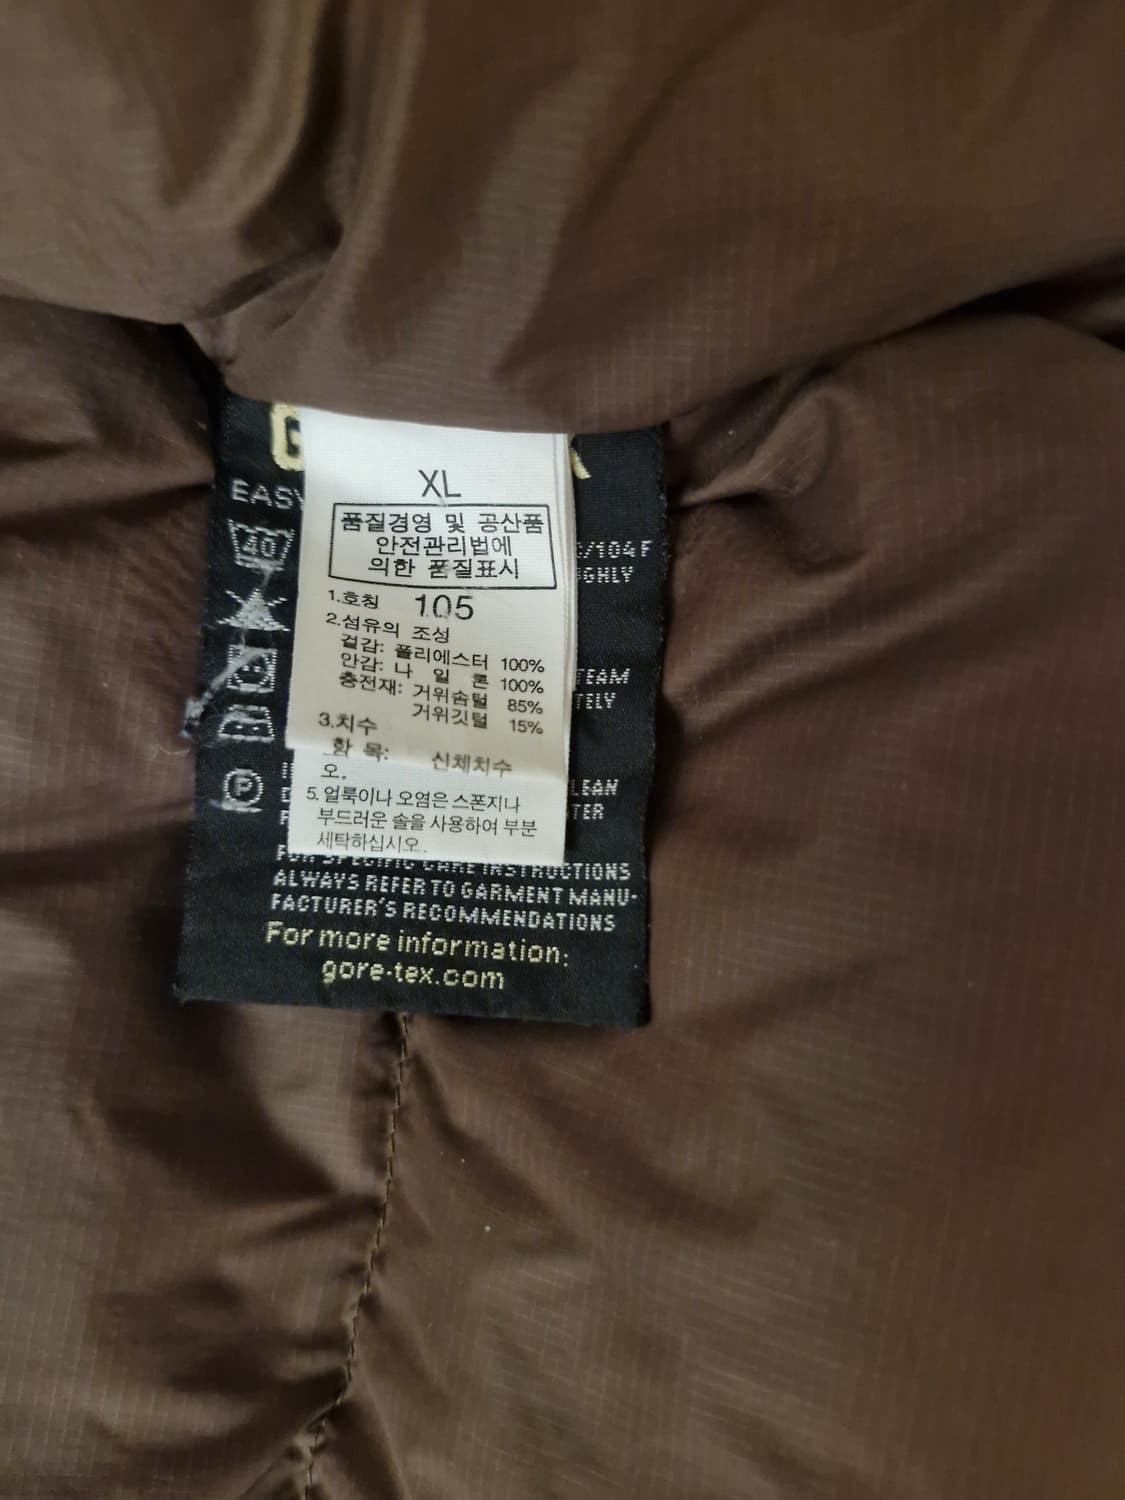 XL
품질경영 및 공산품
안전관리법에
의한 품질표시
1.호칭 105
2.섬유의 조성
겉감: 폴리에스터 100%
안감: 나 일 론 100%
충전재: 거위솜털 85%
거위깃털 15%
3.치수
항 목: 신체치수
오.
5. 얼룩이나 오염은 스폰지나
부드러운 솔을 사용하여 부분
세탁하십시오.
EASY
40
/104 F
P
FOR SPECIFIC CARE INSTRUCTIONS
ALWAYS REFER TO GARMENT MANU-
FACTURER'S RECOMMENDATIONS
For more information:
gore-tex.com